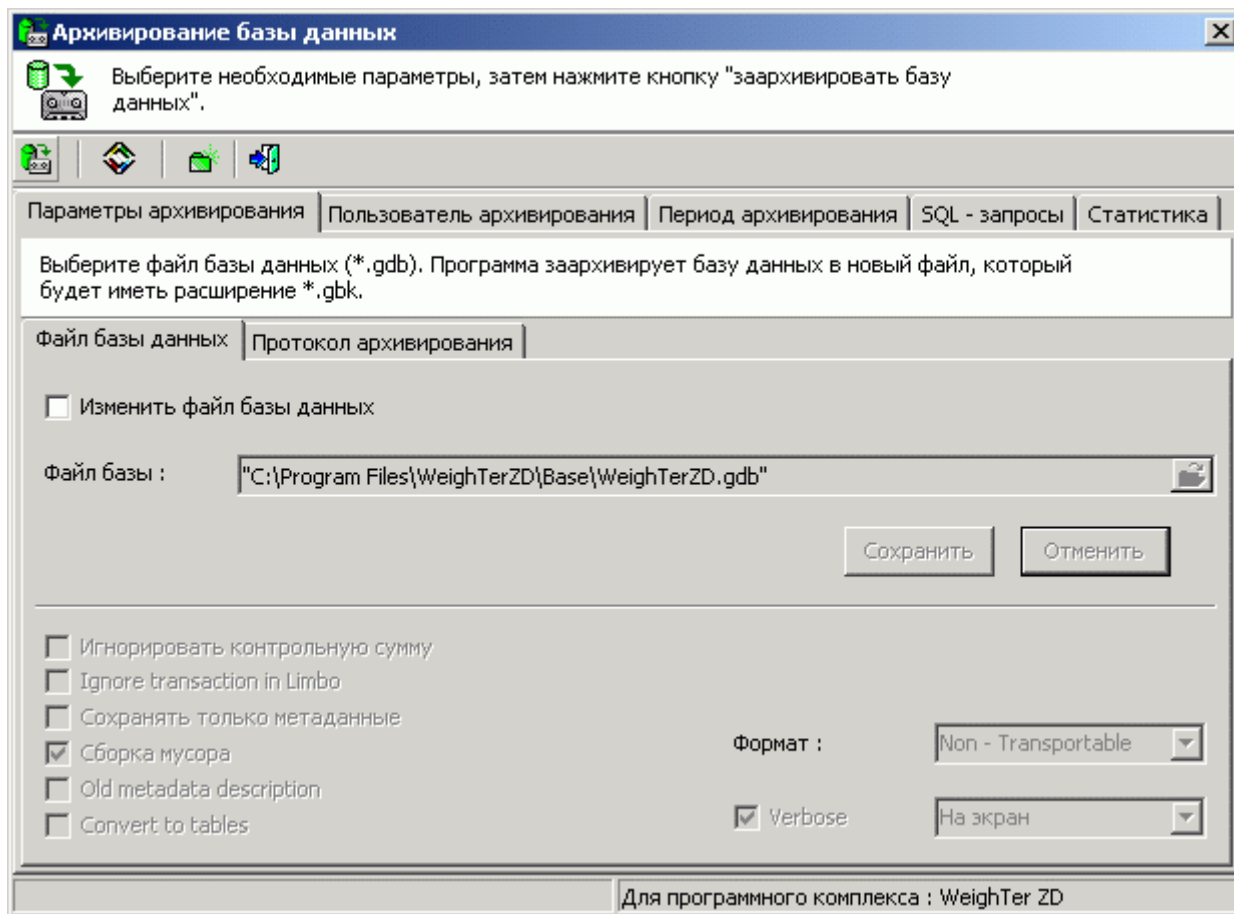 Архивирование базы данных
Выберите необходимые параметры, затем нажмите кнопку "заархивировать базу
данных".
Параметры архивирования Пользователь архивирования Период архивирования SQL - запросы Статистика
Выберите файл базы данных (*.gdb). Программа заархивирует базу данных в новый файл, который
будет иметь расширение *.gbk.
Файл базы данных Протокол архивирования
Изменить файл базы данных
Файл базы : "C:\Program Files\WeighTerZD\Base\WeighTerZD.gdb"
Сохранить Отменить
Игнорировать контрольную сумму
Ignore transaction in Limbo
Сохранять только метаданные
Сборка мусора
Формат : Non - Transportable
Old metadata description
Convert to tables
Verbose На экран
Для программного комплекса : WeighTer ZD